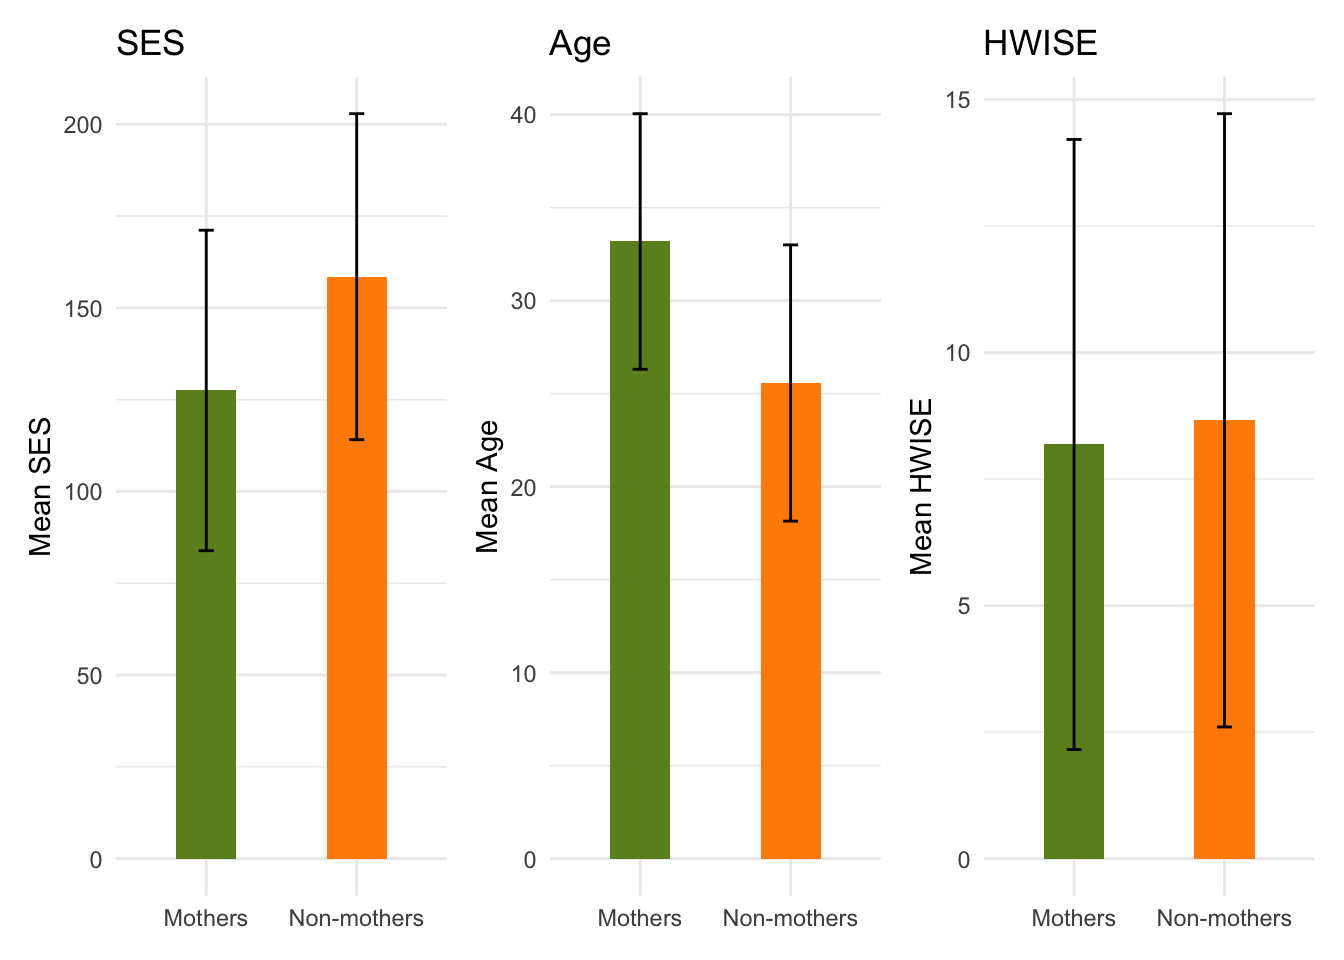 SES
Mean SES
200
150
100
50
0
Mothers
Non-mothers
Age
Mean Age
40
30
20
10
0
Mothers
Non-mothers
HWISE
Mean HWISE
15
10
5
0
Mothers
Non-mothers